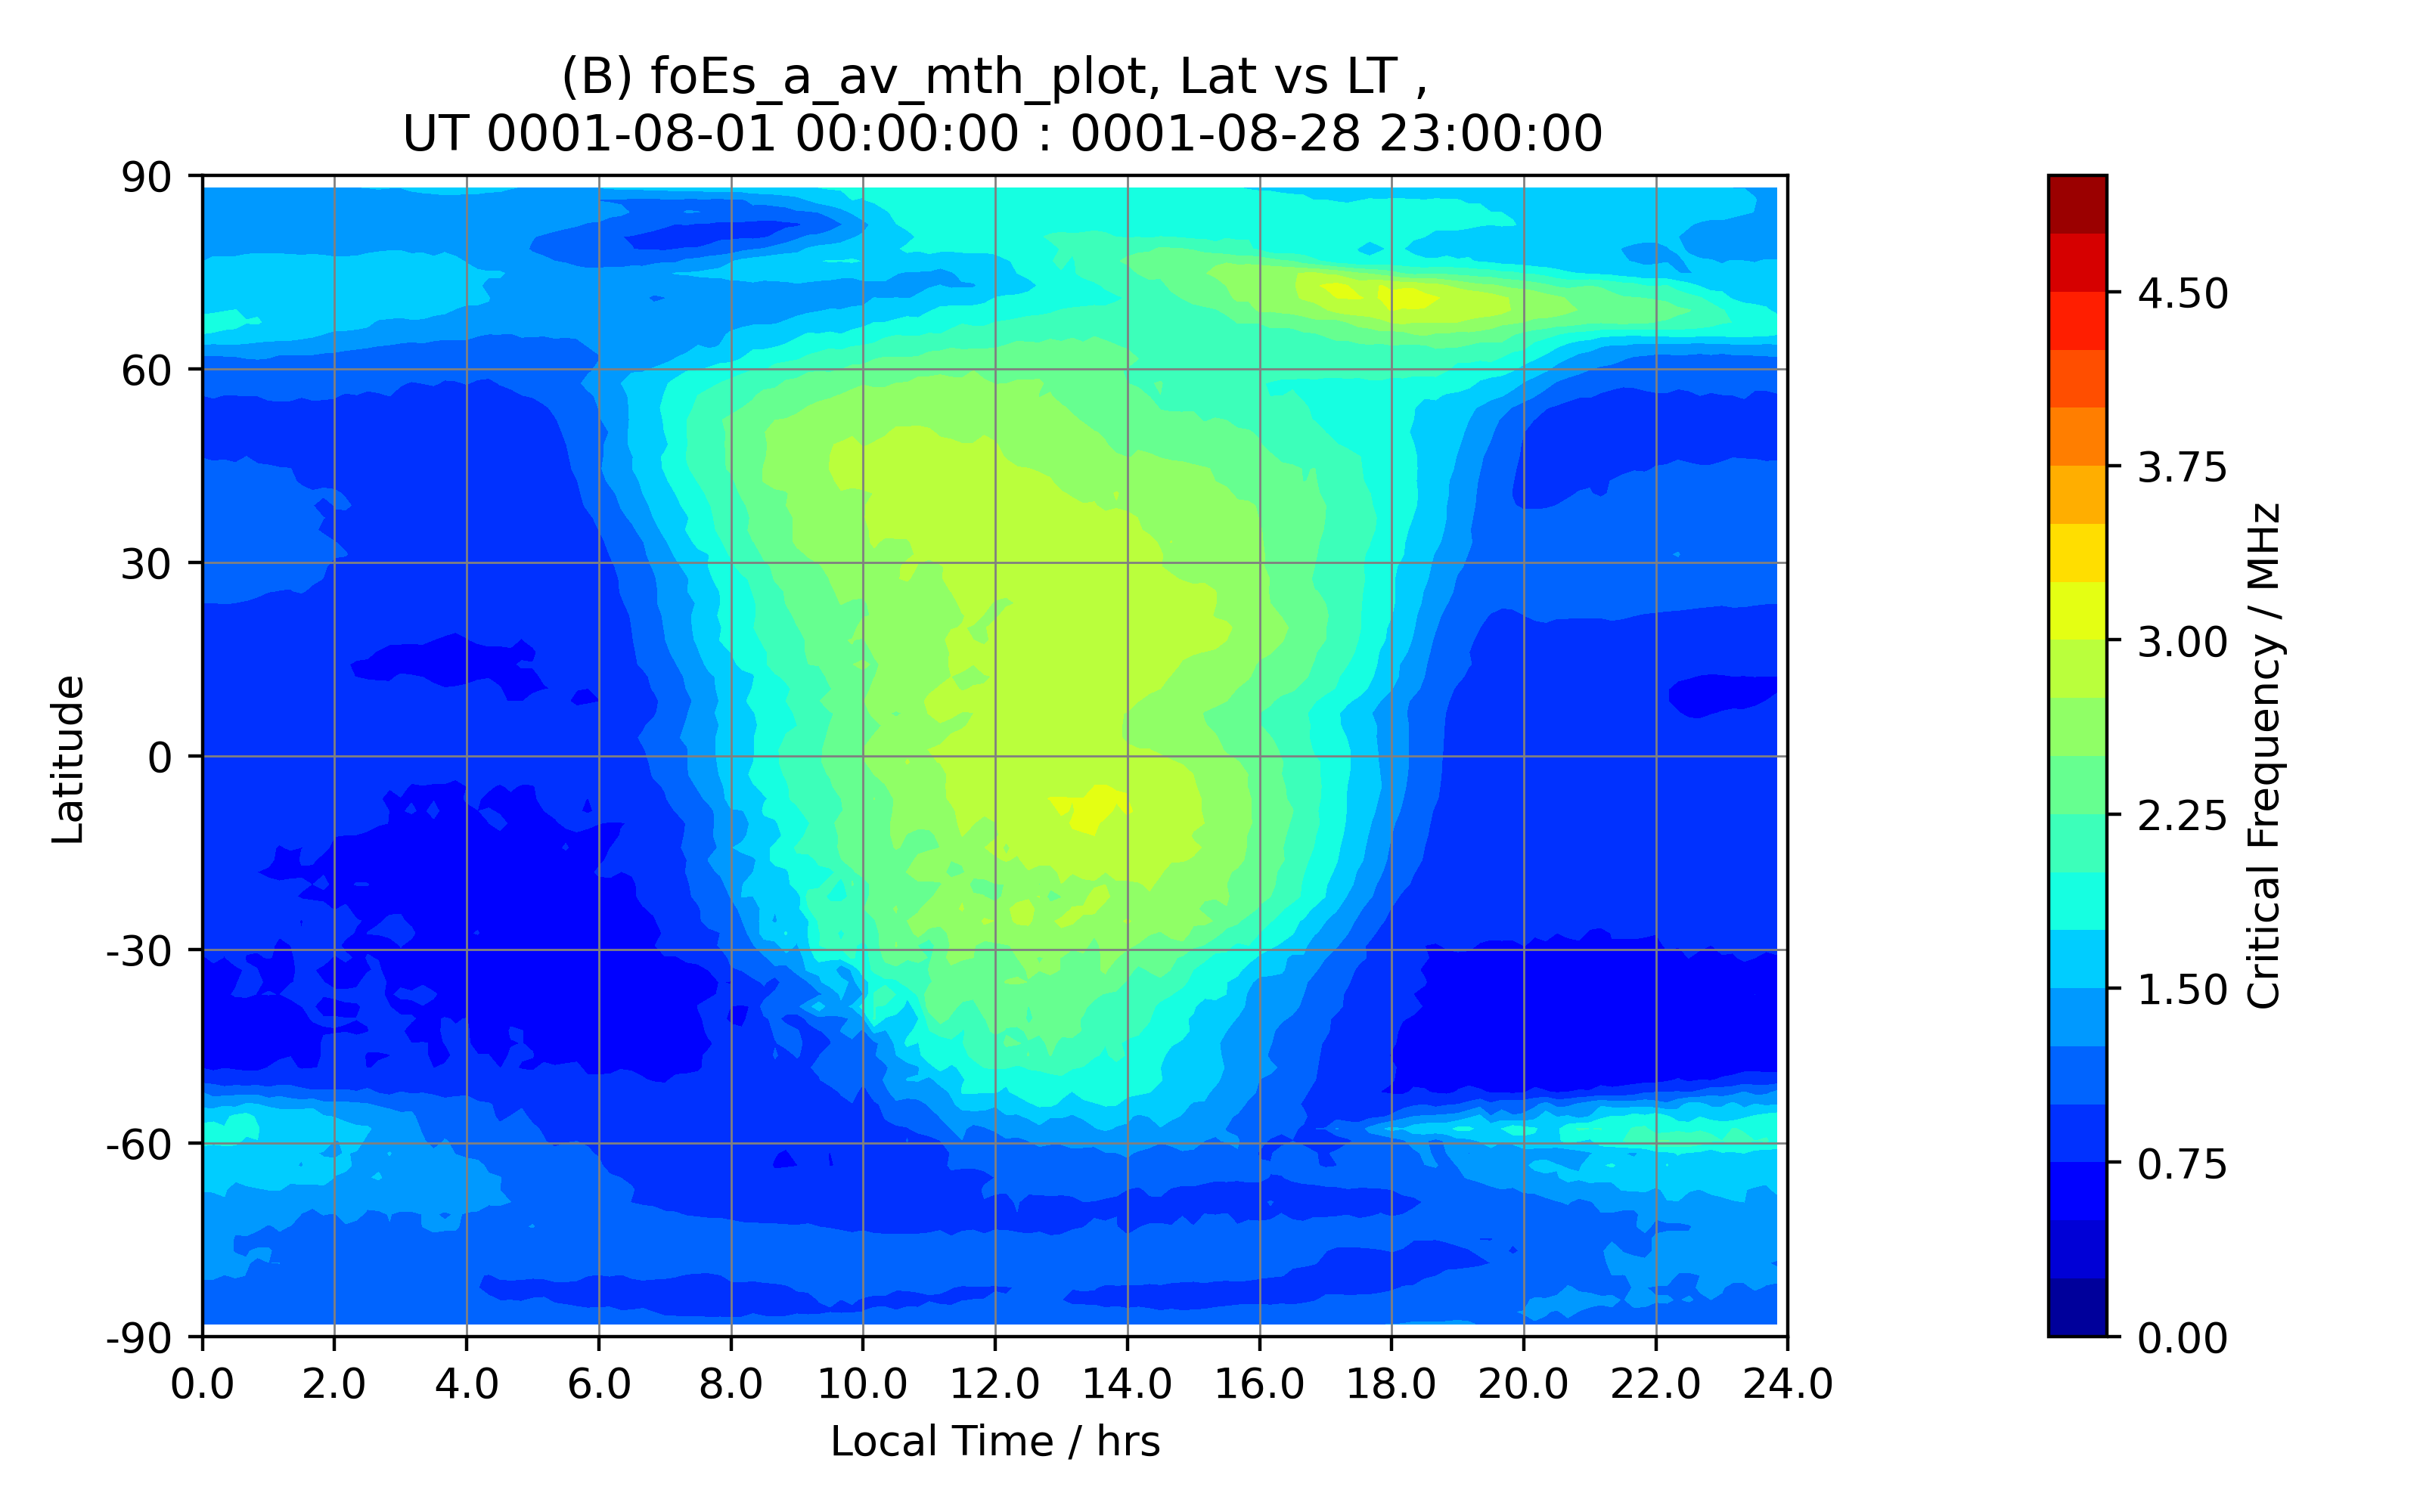 (B) foEs_a_av_mth_plot, Lat vs LT ,
UT 0001-08-01 00:00:00 : 0001-08-28 23:00:00
90
60
30
0
-30
-60
-90
Latitude
0.0 2.0 4.0 6.0 8.0 10.0 12.0 14.0 16.0 18.0 20.0 22.0 24.0
Local Time / hrs
4.50
3.75
3.00
2.25
1.50
0.75
0.00
Critical Frequency / MHz